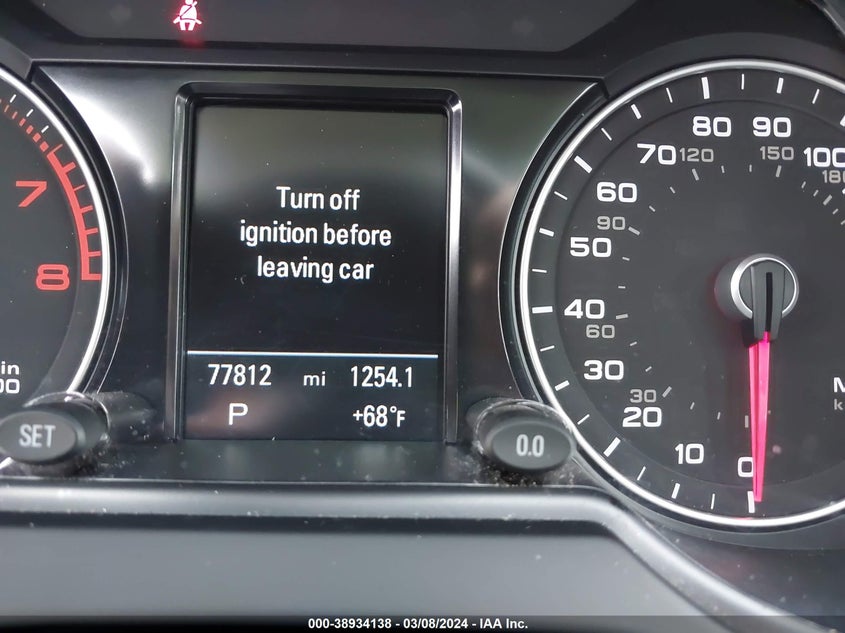 Turn off
ignition before
leaving car
77812 mi 1254.1
P +68°F
SET
0.0
7
8
80 90
70 120 150 100
60 180
90
50
40
60
30
30
20
10 0
000-38934138 - 03/08/2024 - IAA Inc.